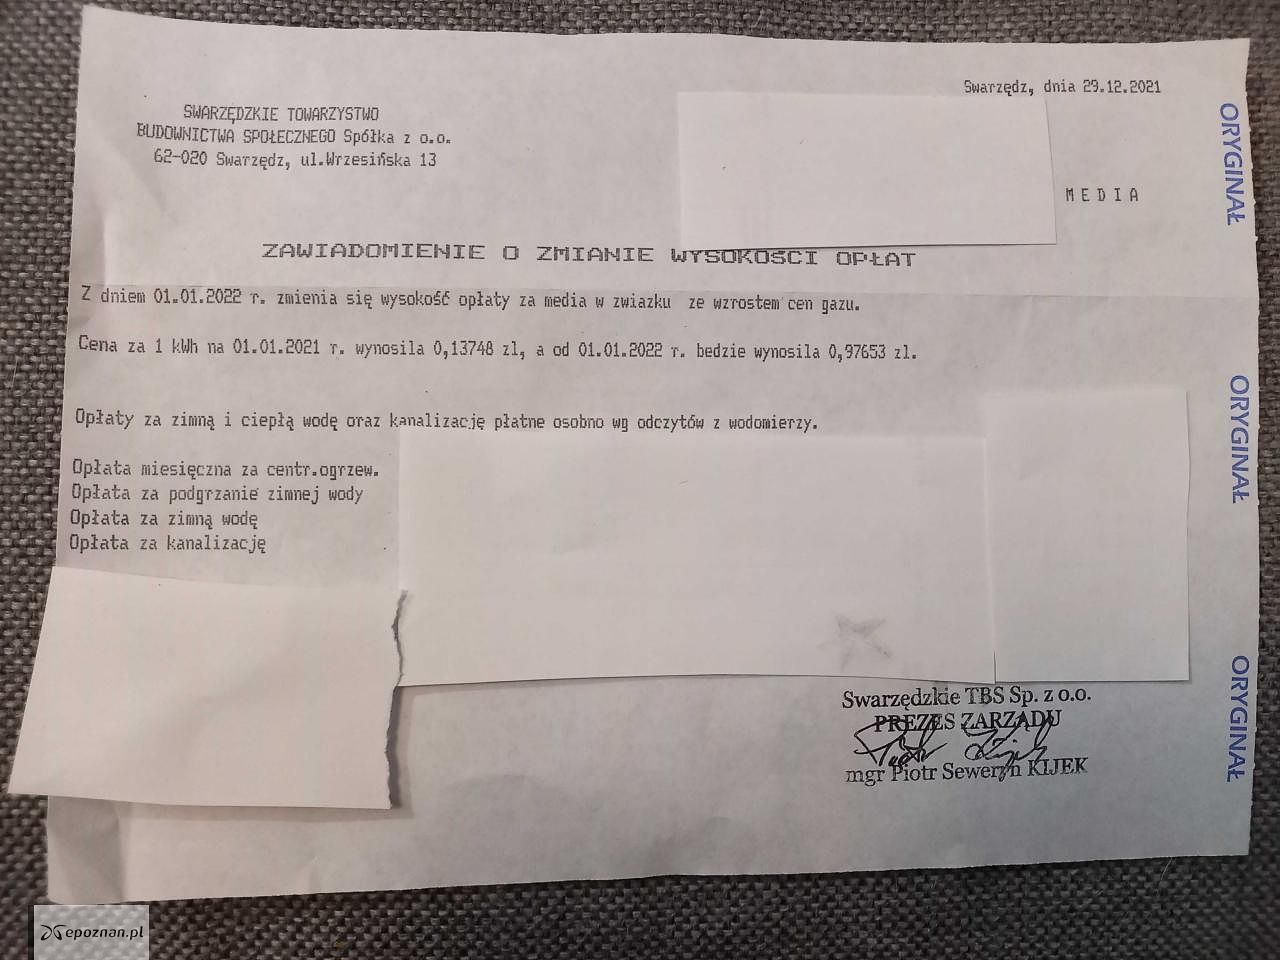 Swarzędz, dnia 29.12.2021
SWARZĘDZKIE TOWARZYSTWO
BUDOWNICTWA SPOŁECZNEGO Spółka z o.o.
62-020 Swarzędz, ul.Wrzesińska 13
M E D I A
ZAWIADOMIENIE O ZMIANIE WYSOKOŚCI OPŁAT
Z dniem 01.01.2022 r. zmienia się wysokość opłaty za media w zwiazku ze wzrostem cen gazu.
Cena za 1 kWh na 01.01.2021 r. wynosila 0,13748 zl, a od 01.01.2022 r. bedzie wynosila 0,97653 zl.
Opłaty za zimną i ciepłą wodę oraz kanalizację płatne osobno wg odczytów z wodomierzy.
Opłata miesięczna za centr.ogrzew.
Opłata za podgrzanie zimnej wody
Opłata za zimną wodę
Opłata za kanalizację
Swarzędzkie TBS Sp. z o.o.
PREZES ZARZĄDU
mgr Piotr Seweryn KIJEK
ORYGINAŁ
ORYGINAŁ
ORYGINAŁ
epoznan.pl